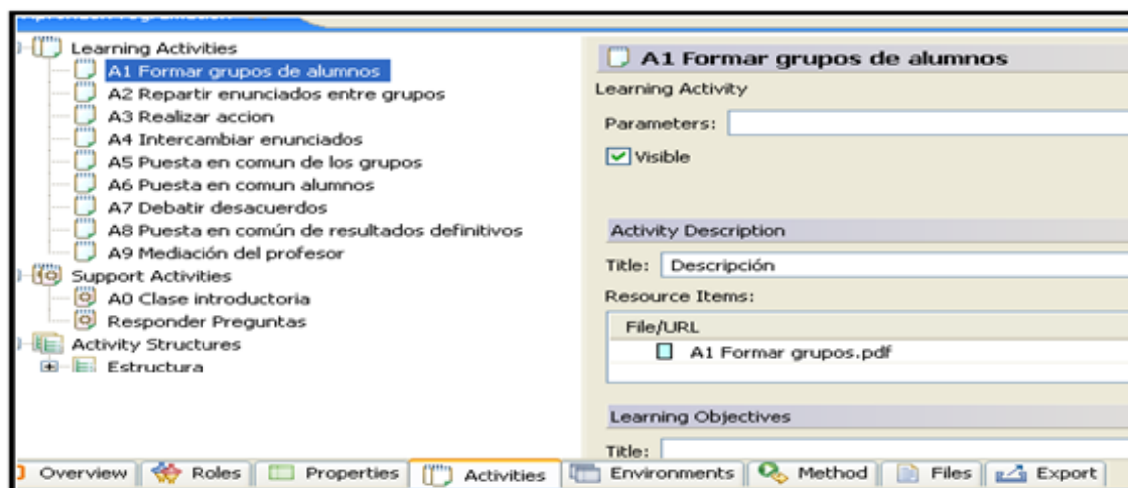 Learning Activities
A1 Formar grupos de alumnos
A2 Repartir enunciados entre grupos
A3 Realizar accion
A4 Intercambiar enunciados
A5 Puesta en comun de los grupos
A6 Puesta en comun alumnos
A7 Debatir desacuerdos
A8 Puesta en común de resultados definitivos
A9 Mediación del profesor
Support Activities
A0 Clase introductoria
Responder Preguntas
Activity Structures
Estructura
A1 Formar grupos de alumnos
Learning Activity
Parameters:
Visible
Activity Description
Title: Descripción
Resource Items:
File/URL
A1 Formar grupos.pdf
Learning Objectives
Title:
Overview Roles Properties Activities Environments Method Files Export